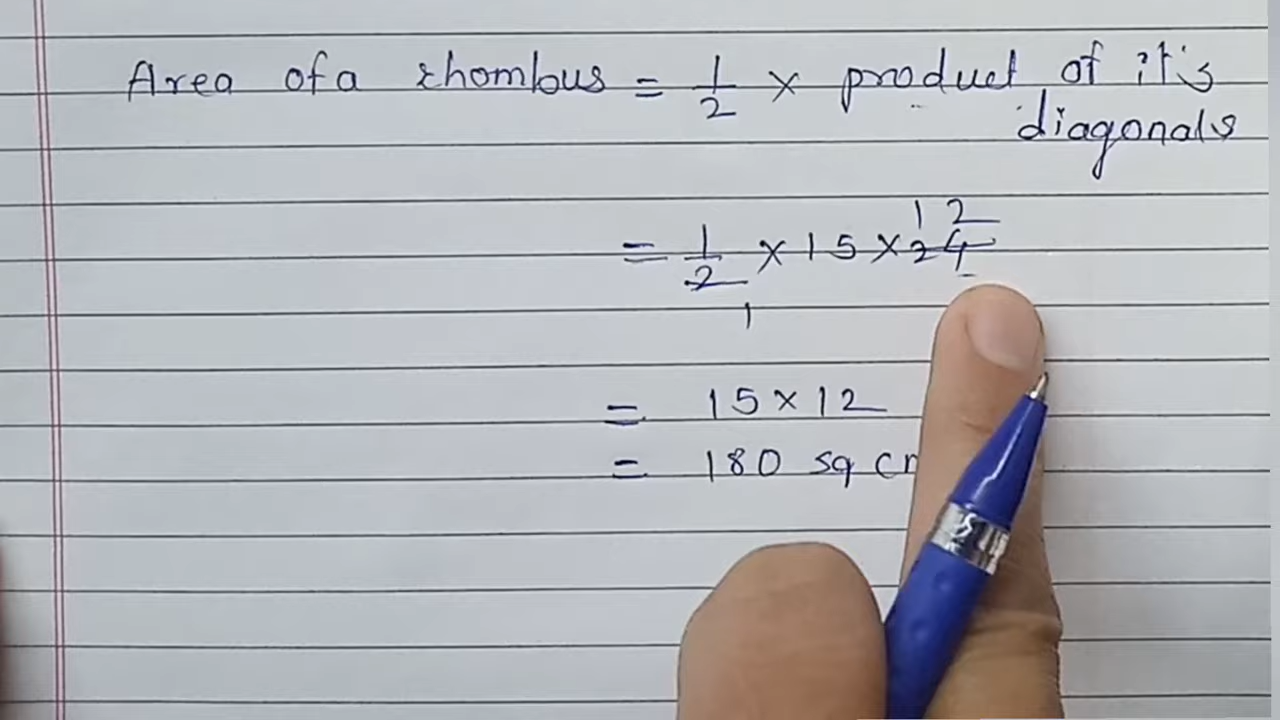 Area of a rhombus = 1/2 × product of it's
diagonals
12
= 1/2 × 15 × 24
1
= 15 × 12
= 180 sq